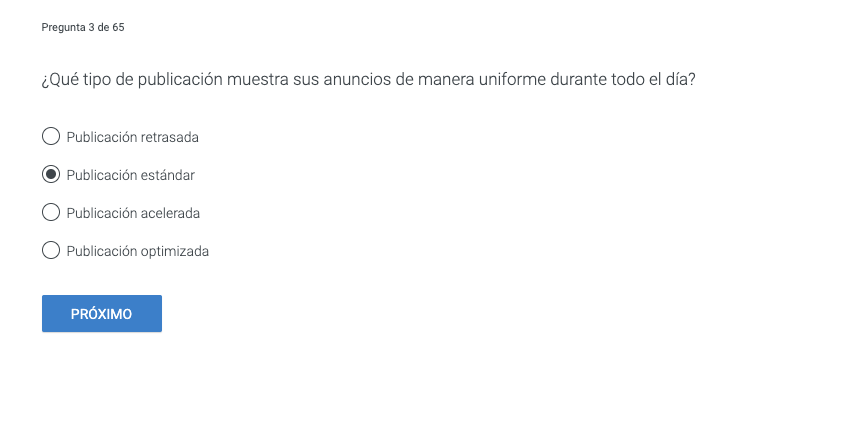 Pregunta 3 de 65
¿Qué tipo de publicación muestra sus anuncios de manera uniforme durante todo el día?
Publicación retrasada
Publicación estándar
Publicación acelerada
Publicación optimizada
PRÓXIMO